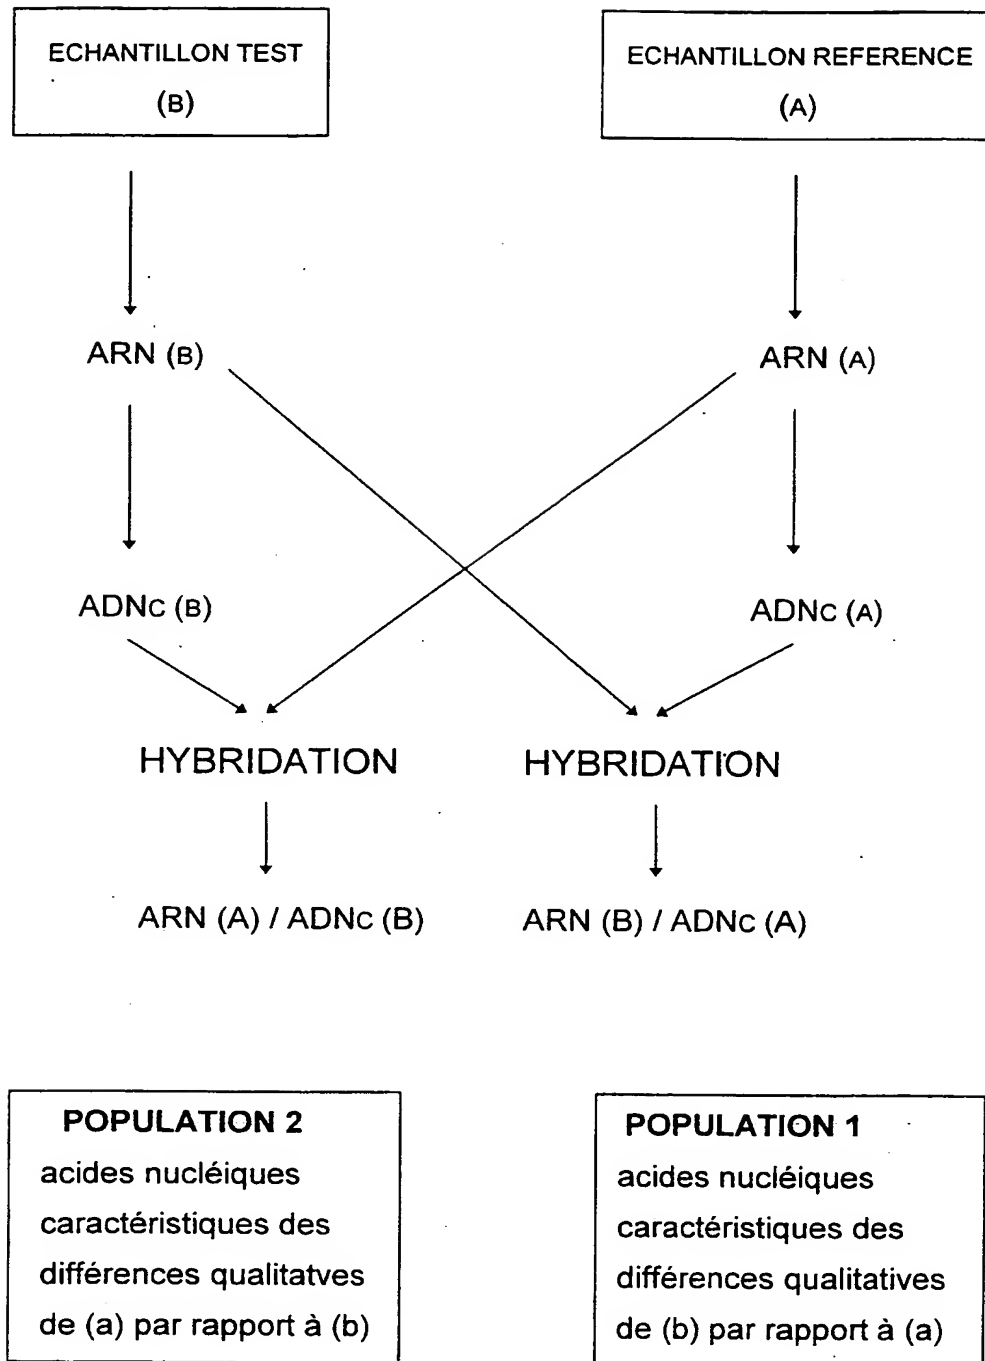 ECHANTILLON TEST
(B)
ECHANTILLON REFERENCE
(A)
ARN (B)
ARN (A)
ADNC (B)
ADNC (A)
HYBRIDATION
HYBRIDATION
ARN (A) / ADNC (B)
ARN (B) / ADNC (A)
POPULATION 2
acides nucléiques
caractéristiques des
différences qualitatves
de (a) par rapport à (b)
POPULATION 1
acides nucléiques
caractéristiques des
différences qualitatives
de (b) par rapport à (a)